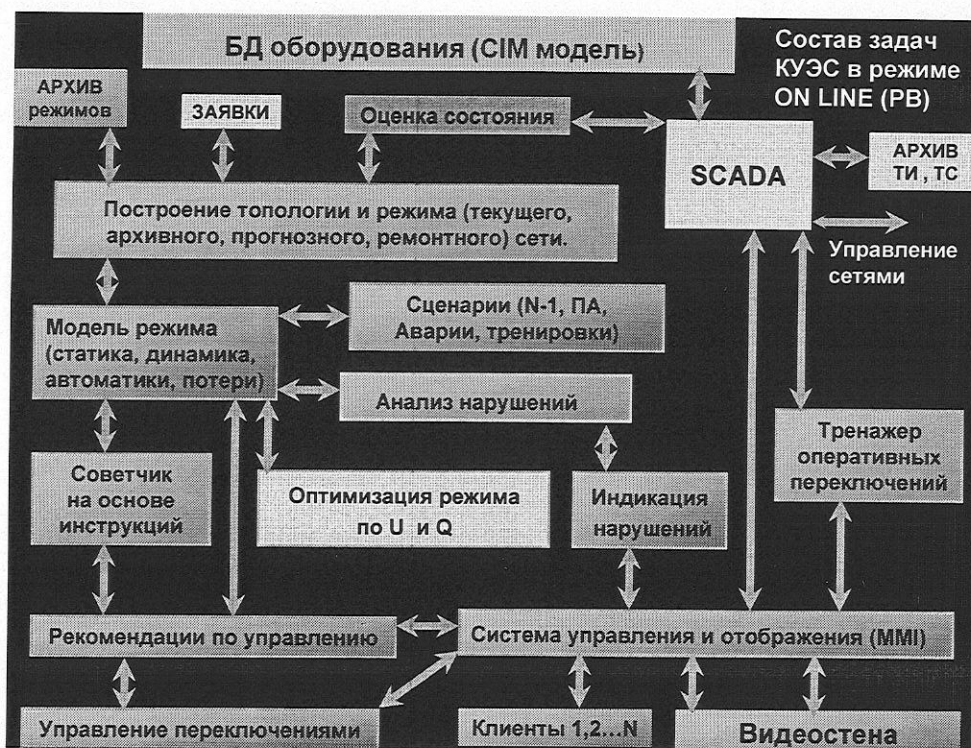 БД оборудования (CIM модель)
Состав задач
КУЭС в режиме
ON LINE (РВ)
АРХИВ
режимов
ЗАЯВКИ
Оценка состояния
SCADA
АРХИВ
ТИ , ТС
Построение топологии и режима (текущего,
архивного, прогнозного, ремонтного) сети.
Управление
сетями
Модель режима
(статика, динамика,
автоматики, потери)
Сценарии (N-1, ПА,
Аварии, тренировки)
Анализ нарушений
Тренажер
оперативных
переключений
Советчик
на основе
инструкций
Оптимизация режима
по U и Q
Индикация
нарушений
Рекомендации по управлению
Система управления и отображения (MMI)
Управление переключениями
Клиенты 1,2...N
Видеостена